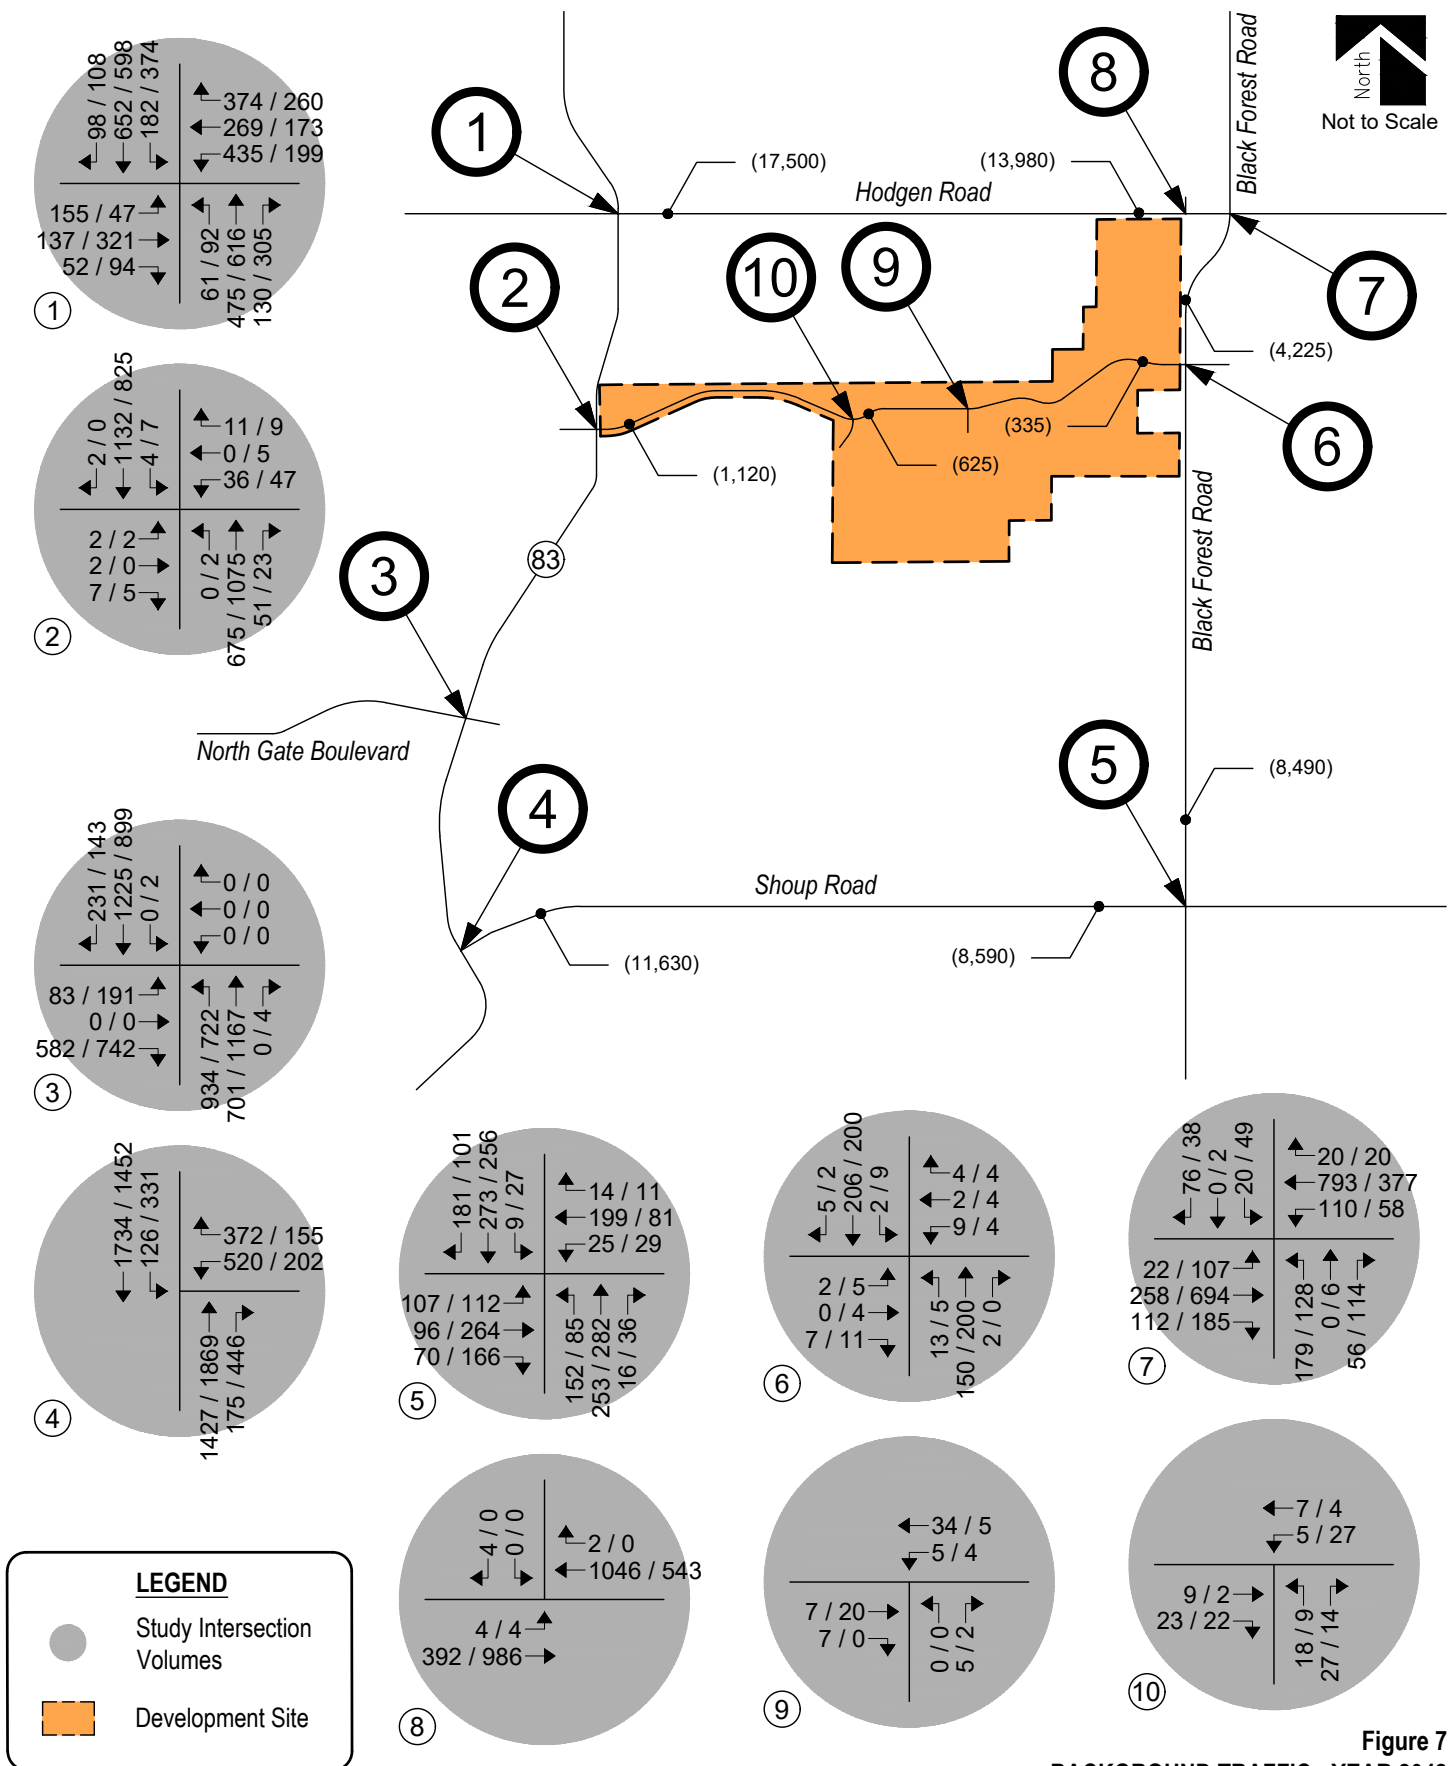 98 / 108
652 / 598
182 / 374
374 / 260
269 / 173
435 / 199
155 / 47
137 / 321
52 / 94
61 / 92
475 / 616
130 / 305
1
2 / 0
1132 / 825
4 / 7
11 / 9
0 / 5
36 / 47
2 / 2
2 / 0
7 / 5
0 / 2
675 / 1075
51 / 23
2
231 / 143
1225 / 899
0 / 2
0 / 0
0 / 0
0 / 0
83 / 191
0 / 0
582 / 742
934 / 722
701 / 1167
0 / 4
3
1734 / 1452
126 / 331
372 / 155
520 / 202
1427 / 1869
175 / 446
4
1
2
3
4
5
6
7
8
9
10
(17,500)
(13,980)
Hodgen Road
Black Forest Road
North
Not to Scale
(4,225)
(335)
(625)
(1,120)
83
Black Forest Road
North Gate Boulevard
(8,490)
Shoup Road
(11,630)
(8,590)
181 / 101
273 / 256
9 / 27
14 / 11
199 / 81
25 / 29
107 / 112
96 / 264
70 / 166
152 / 85
253 / 282
16 / 36
5
5 / 2
206 / 200
2 / 9
4 / 4
2 / 4
9 / 4
2 / 5
0 / 4
7 / 11
13 / 5
150 / 200
2 / 0
6
76 / 38
0 / 2
20 / 49
20 / 20
793 / 377
110 / 58
22 / 107
258 / 694
112 / 185
179 / 128
0 / 6
56 / 114
7
4 / 0
0 / 0
2 / 0
1046 / 543
4 / 4
392 / 986
8
34 / 5
5 / 4
7 / 20
7 / 0
0 / 0
5 / 2
9
7 / 4
5 / 27
9 / 2
23 / 22
18 / 9
27 / 14
10
LEGEND
Study Intersection
Volumes
Development Site
Figure 7